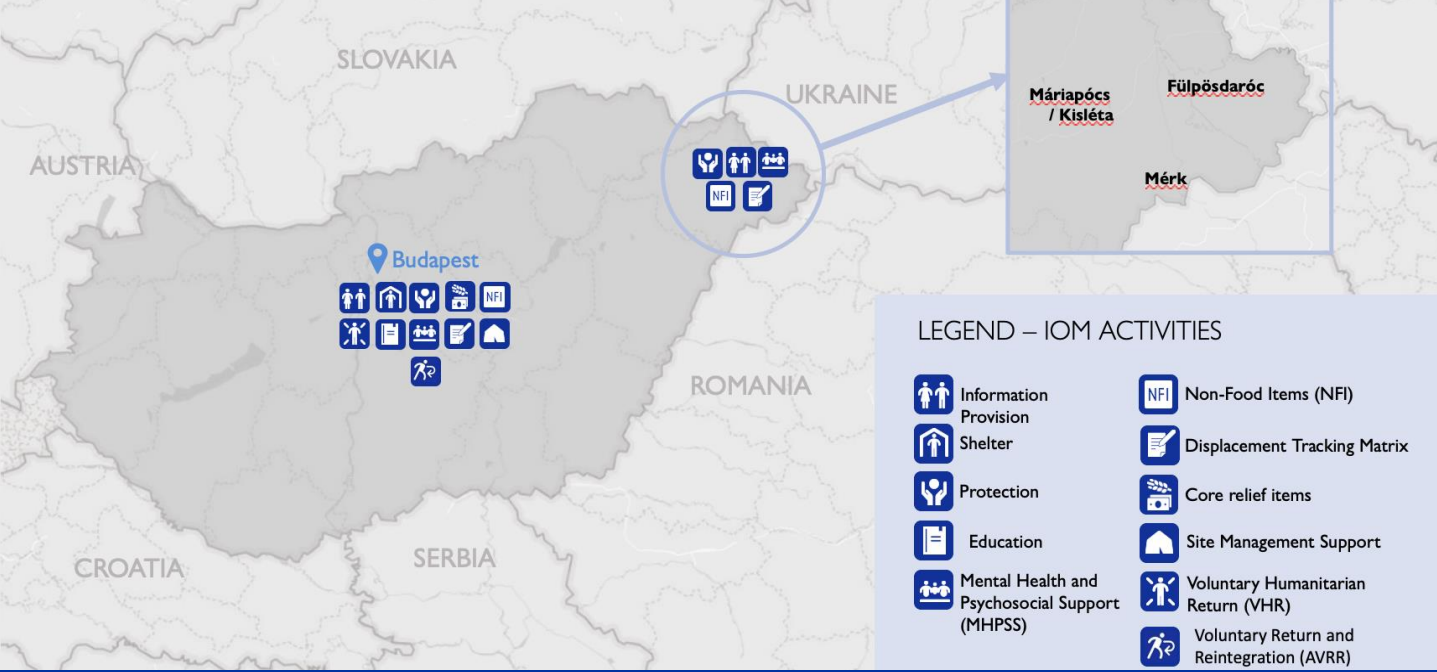 SLOVAKIA
UKRAINE
AUSTRIA
Budapest
NFI
NFI
ROMANIA
SERBIA
CROATIA
Máriapócs
/ Kisléta
Fülpösdaróc
Mérk
LEGEND – IOM ACTIVITIES
Information
Provision
Shelter
Protection
Education
Mental Health and
Psychosocial Support
(MHPSS)
NFI
Non-Food Items (NFI)
Displacement Tracking Matrix
Core relief items
Site Management Support
Voluntary Humanitarian
Return (VHR)
Voluntary Return and
Reintegration (AVRR)